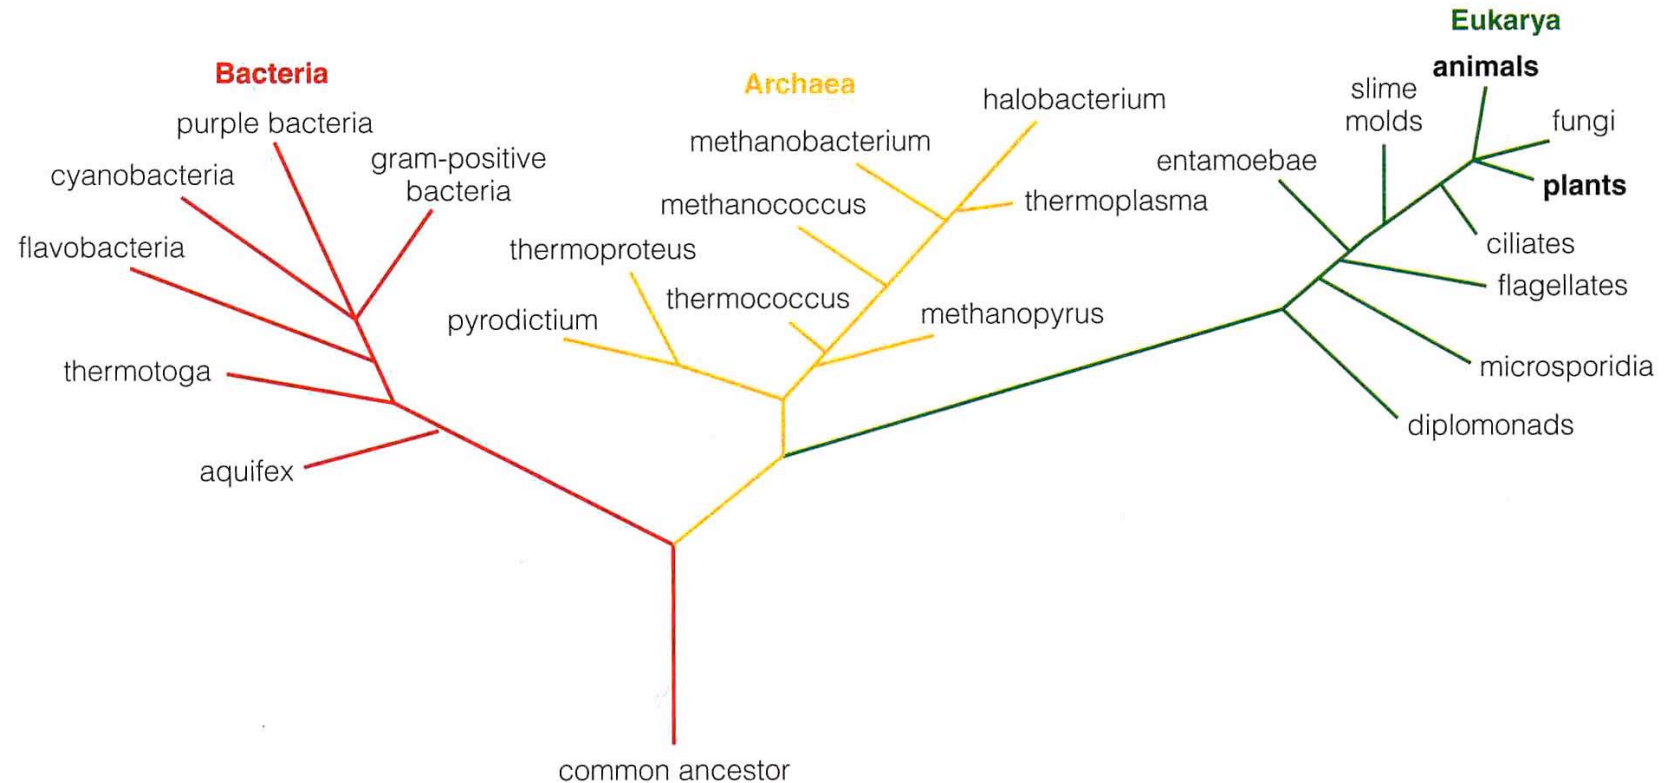 Eukarya
animals
slime
molds
fungi
plants
entamoebae
ciliates
flagellates
microsporidia
diplomonads
Archaea
halobacterium
methanobacterium
thermoplasma
methanococcus
thermoproteus
thermococcus
methanopyrus
pyrodictium
Bacteria
purple bacteria
gram-positive
bacteria
cyanobacteria
flavobacteria
thermotoga
aquifex
common ancestor